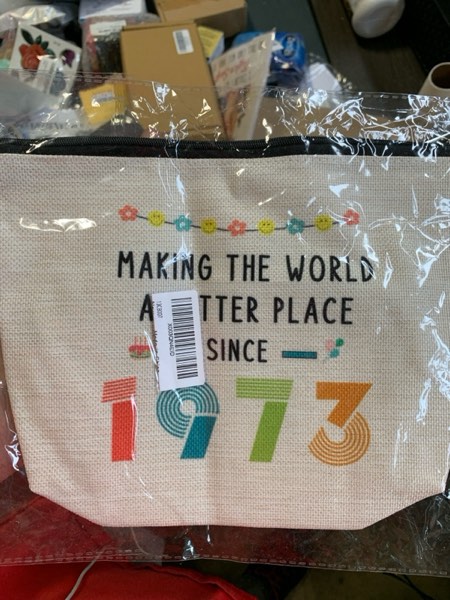 MAKING THE WORLD
A TTER PLACE
SINCE
1973